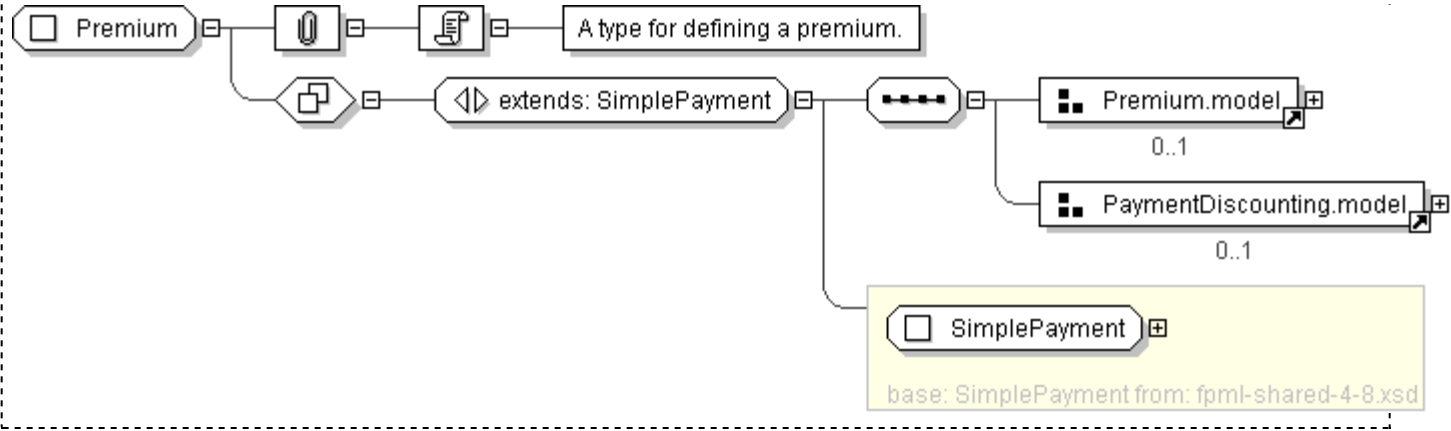 Premium
A type for defining a premium.
extends: SimplePayment
Premium.model
0..1
PaymentDiscounting.model
0..1
SimplePayment
base: SimplePayment from: fpml-shared-4-8.xsd